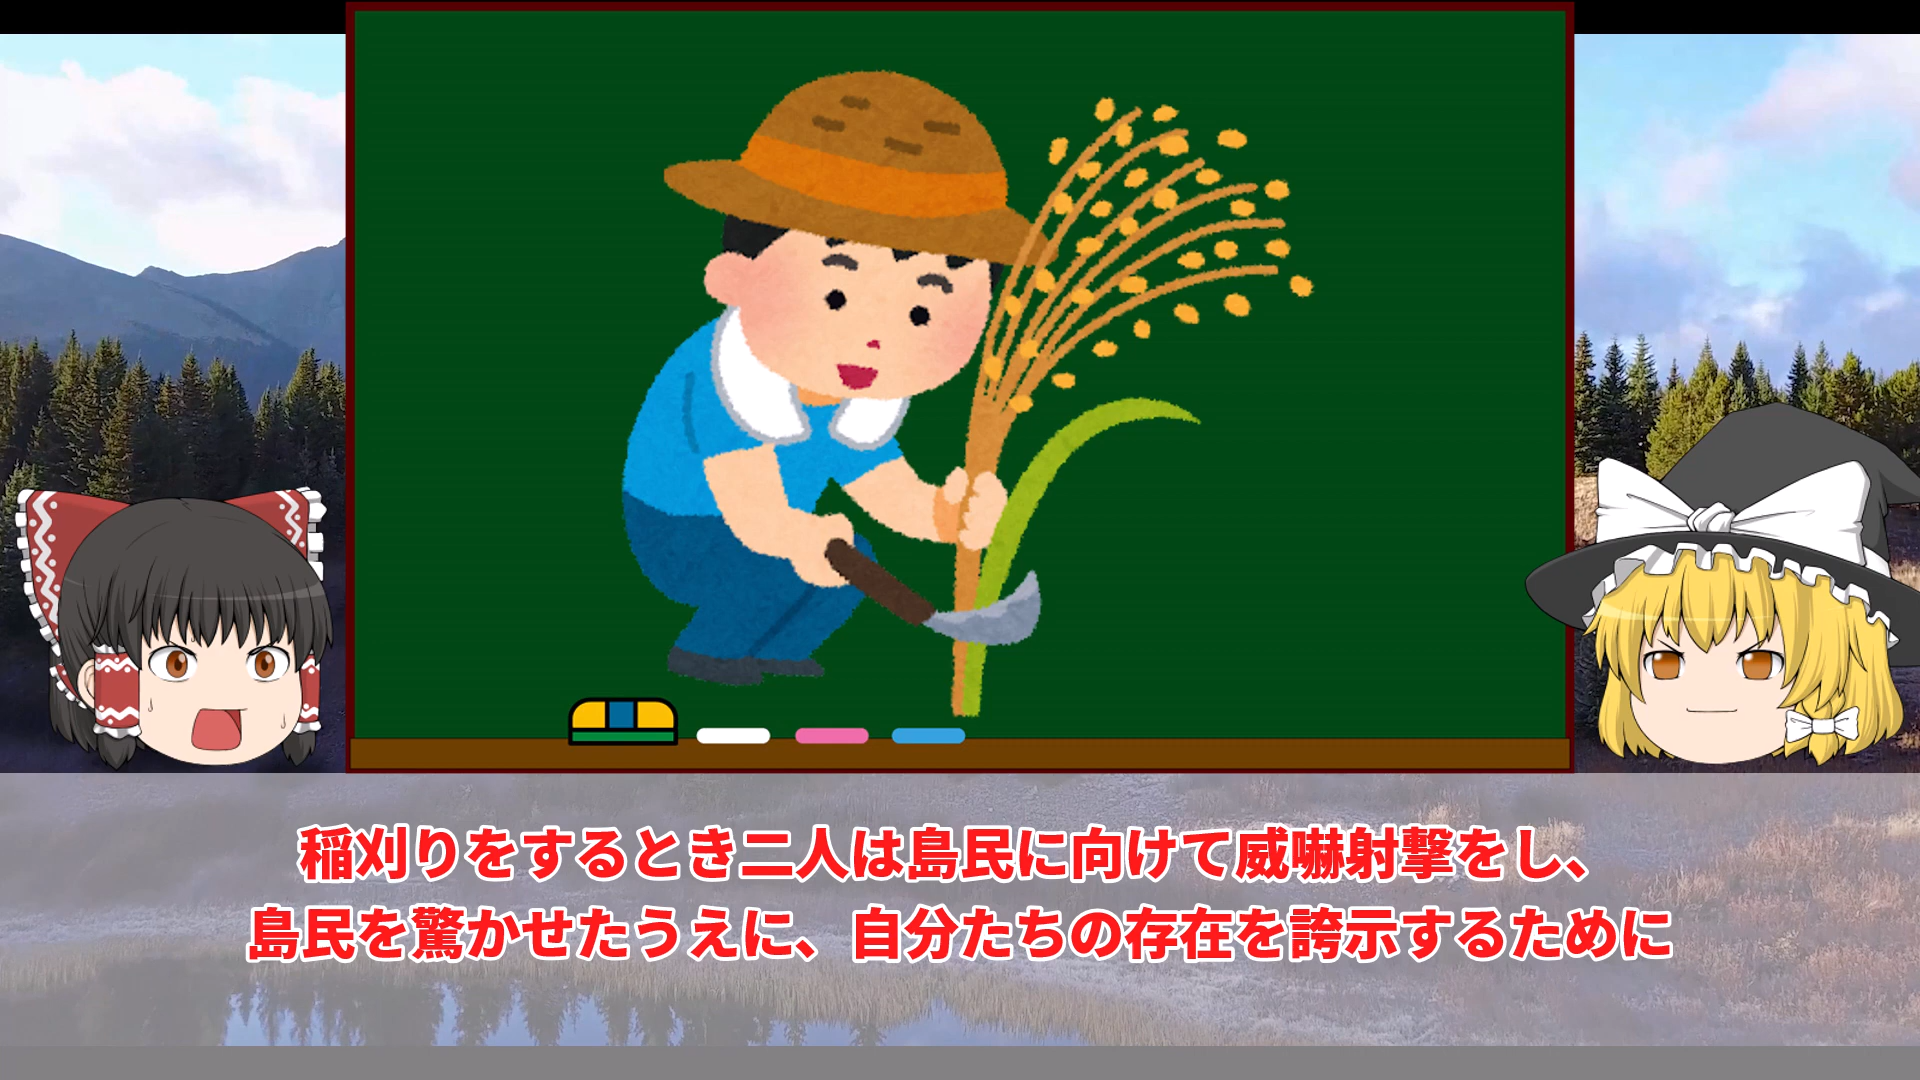 稲刈りをするとき二人は島民に向けて威嚇射撃をし、
島民を驚かせたうえに、自分たちの存在を誇示するために